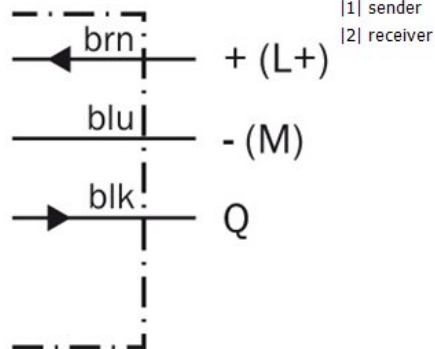 |1| sender
|2| receiver
brn + (L+)
blu - (M)
blk Q